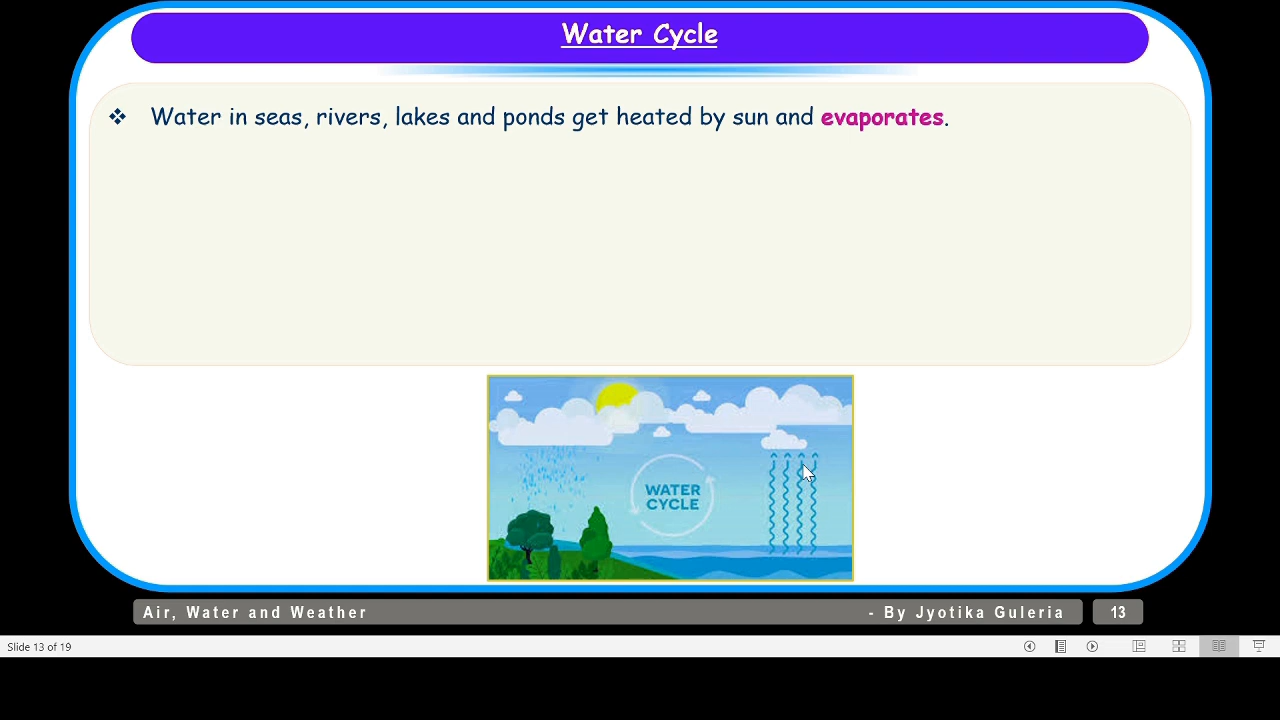 Water Cycle
❖ Water in seas, rivers, lakes and ponds get heated by sun and evaporates.
WATER
CYCLE
Air, Water and Weather - By Jyotika Guleria 13
Slide 13 of 19